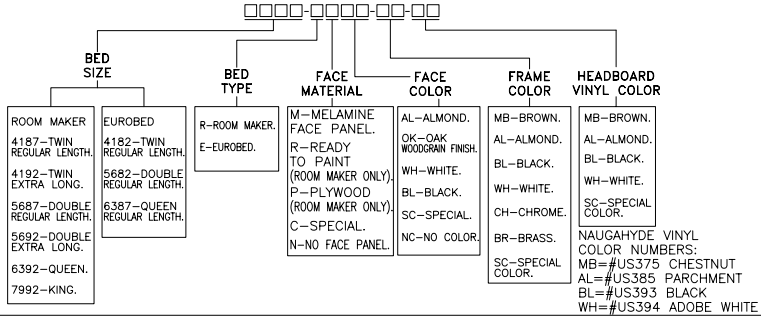 BED
SIZE
BED
TYPE
FACE
MATERIAL
FACE
COLOR
FRAME
COLOR
HEADBOARD
VINYL COLOR
ROOM MAKER
4187-TWIN
REGULAR LENGTH.
4192-TWIN
EXTRA LONG.
5687-DOUBLE
REGULAR LENGTH.
5692-DOUBLE
EXTRA LONG.
6392-QUEEN.
7992-KING.
EUROBED
4182-TWIN
REGULAR LENGTH.
5682-DOUBLE
REGULAR LENGTH.
6387-QUEEN
REGULAR LENGTH.
R-ROOM MAKER.
E-EUROBED.
M-MELAMINE
FACE PANEL.
R-READY
TO PAINT
(ROOM MAKER ONLY).
P-PLYWOOD
(ROOM MAKER ONLY).
C-SPECIAL.
N-NO FACE PANEL.
AL-ALMOND.
OK-OAK
WOODGRAIN FINISH.
WH-WHITE.
BL-BLACK.
SC-SPECIAL.
NC-NO COLOR.
MB-BROWN.
AL-ALMOND.
BL-BLACK.
WH-WHITE.
CH-CHROME.
BR-BRASS.
SC-SPECIAL
COLOR.
MB-BROWN.
AL-ALMOND.
BL-BLACK.
WH-WHITE.
SC-SPECIAL
COLOR.
NAUGAHYDE VINYL
COLOR NUMBERS:
MB=#US375 CHESTNUT
AL=#US385 PARCHMENT
BL=#US393 BLACK
WH=#US394 ADOBE WHITE